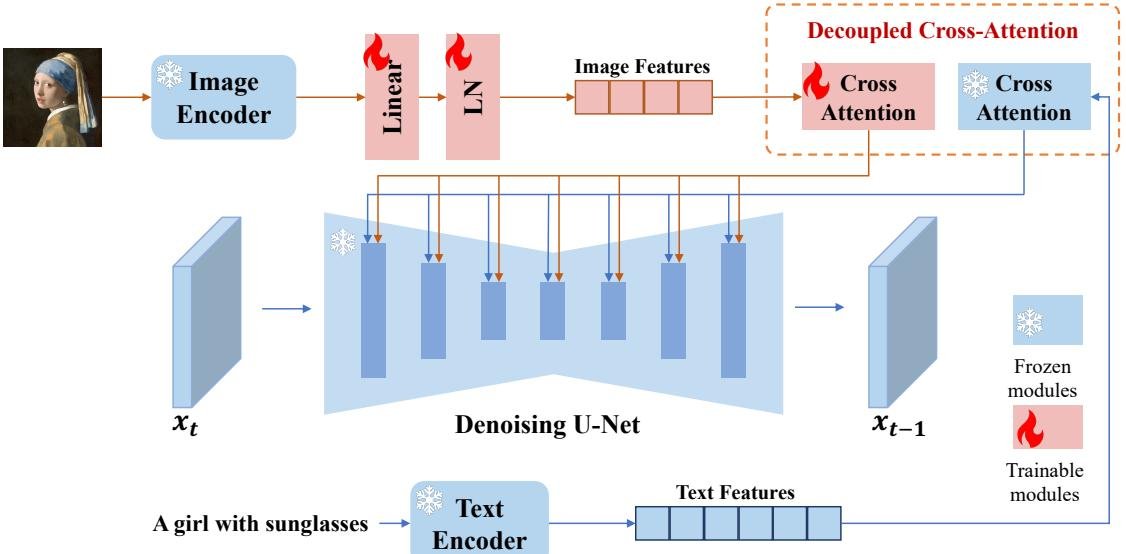 Decoupled Cross-Attention
Image
Encoder
Linear
LN
Image Features
Cross
Attention
Cross
Attention
x_t
Denoising U-Net
x_{t-1}
Frozen
modules
Trainable
modules
A girl with sunglasses
Text
Encoder
Text Features